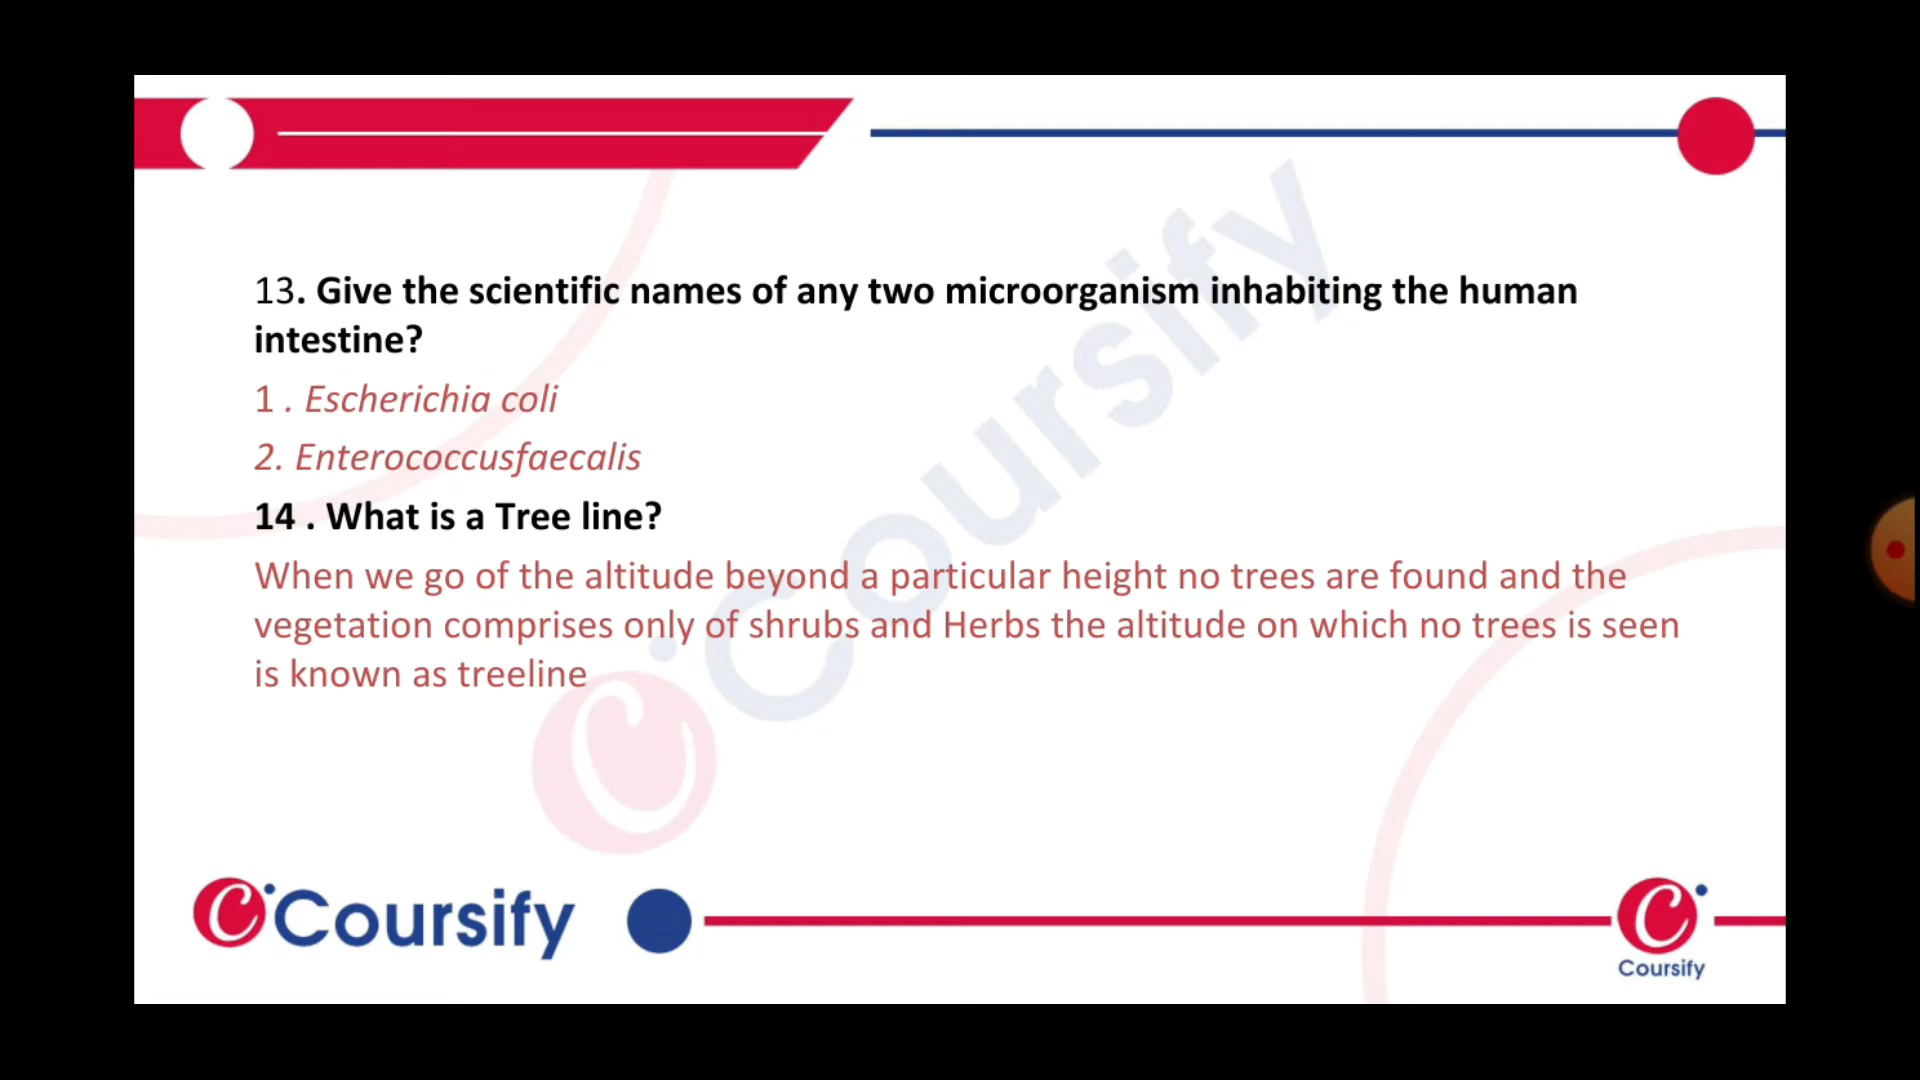 13. Give the scientific names of any two microorganism inhabiting the human
intestine?
1 . Escherichia coli
2. Enterococcusfaecalis
14 . What is a Tree line?
When we go of the altitude beyond a particular height no trees are found and the
vegetation comprises only of shrubs and Herbs the altitude on which no trees is seen
is known as treeline
Coursify
Coursify
Coursify